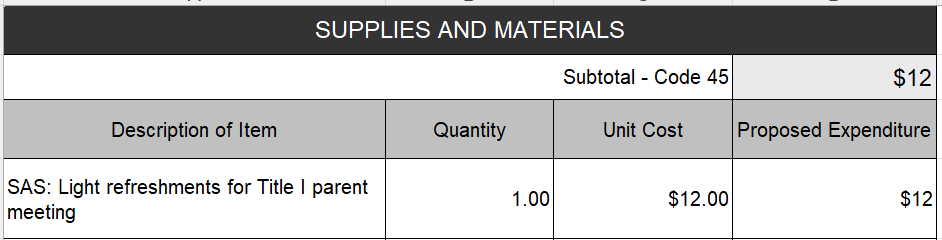 SUPPLIES AND MATERIALS
Subtotal - Code 45 $12
Description of Item Quantity Unit Cost Proposed Expenditure
SAS: Light refreshments for Title I parent
meeting 1.00 $12.00 $12